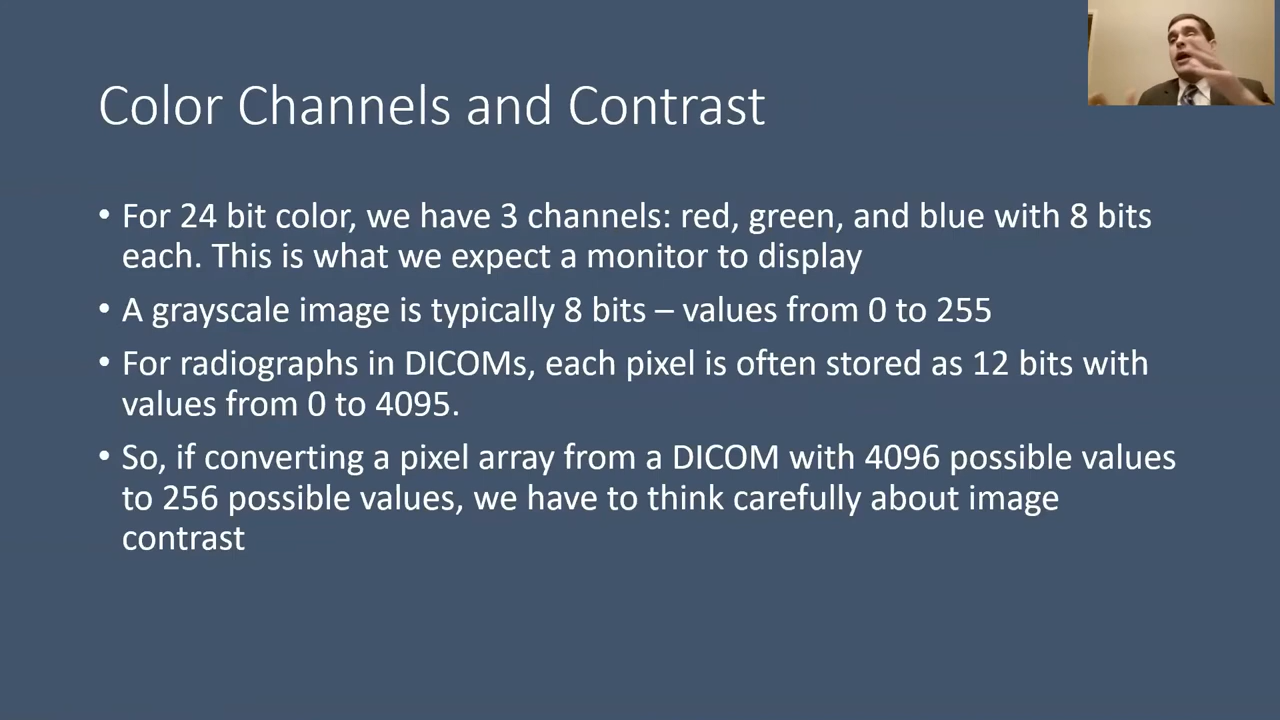 Color Channels and Contrast
• For 24 bit color, we have 3 channels: red, green, and blue with 8 bits
each. This is what we expect a monitor to display
• A grayscale image is typically 8 bits – values from 0 to 255
• For radiographs in DICOMs, each pixel is often stored as 12 bits with
values from 0 to 4095.
• So, if converting a pixel array from a DICOM with 4096 possible values
to 256 possible values, we have to think carefully about image
contrast